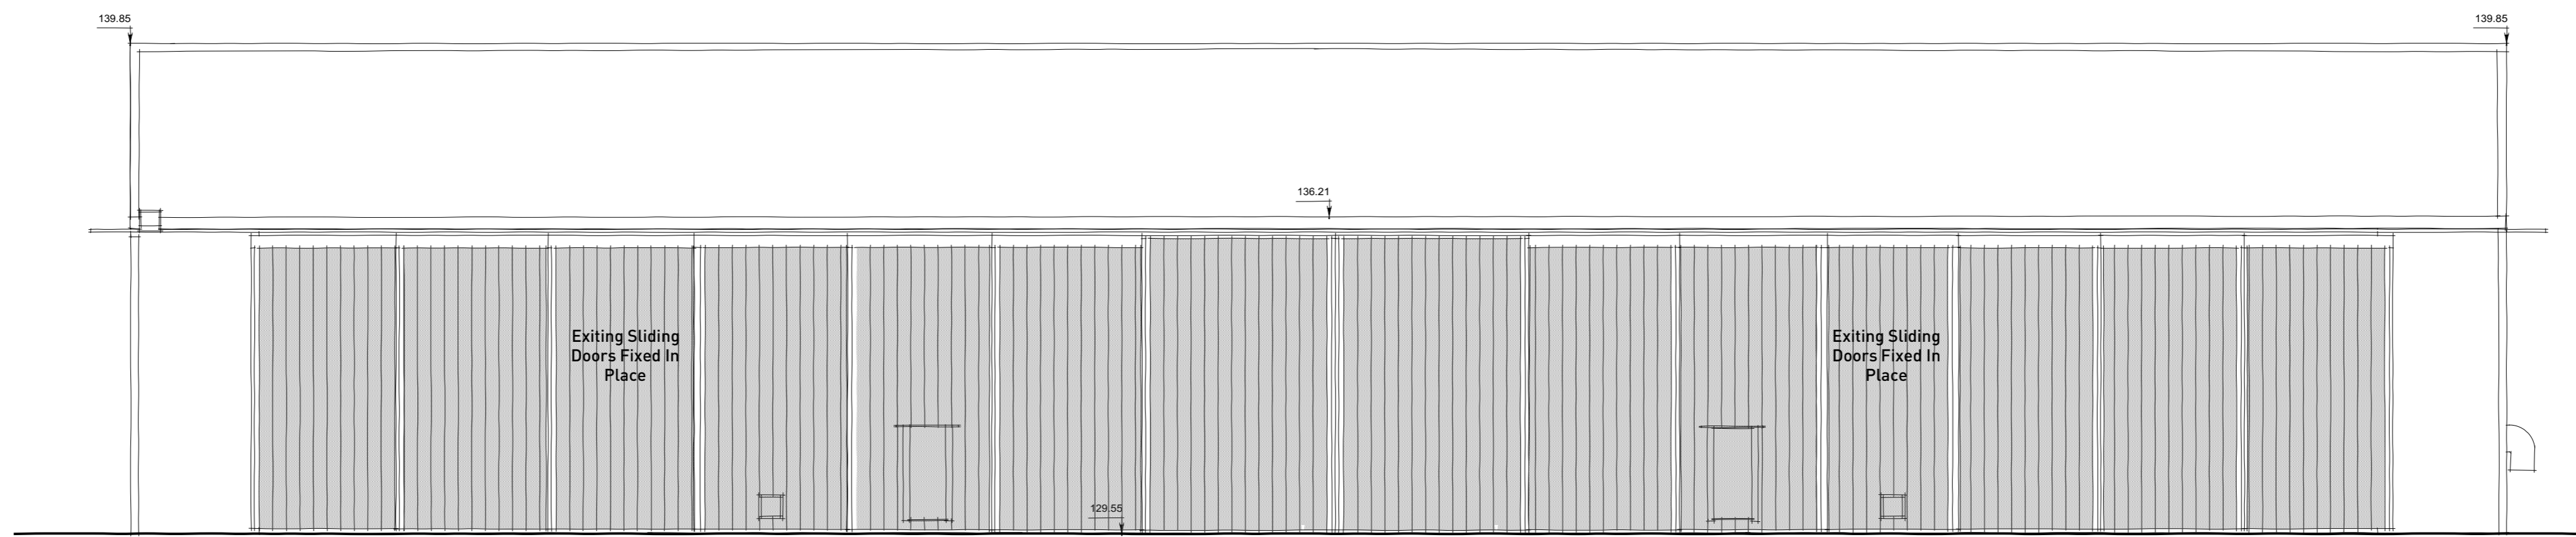 139.85
139.85
136.21
Exiting Sliding
Doors Fixed In
Place
Exiting Sliding
Doors Fixed In
Place
129.55